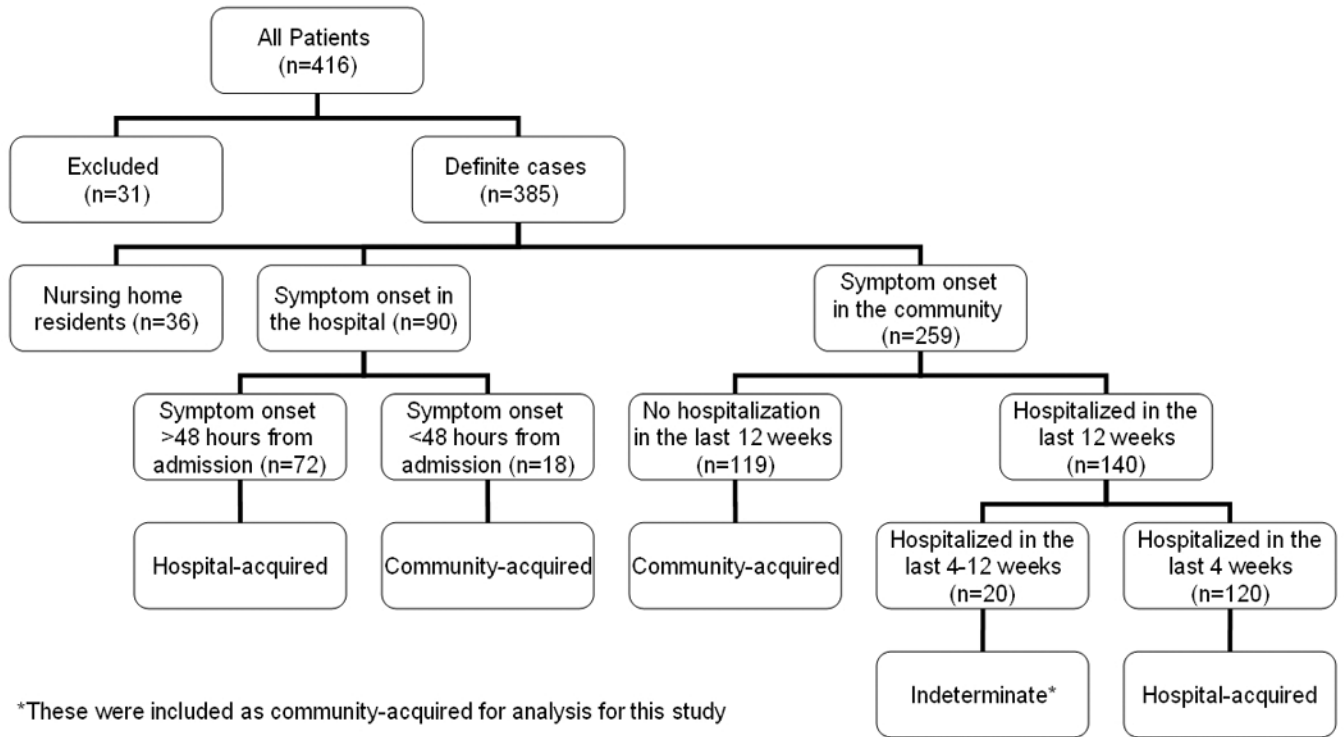 All Patients
(n=416)
Excluded
(n=31)
Definite cases
(n=385)
Nursing home
residents (n=36)
Symptom onset in
the hospital (n=90)
Symptom onset
in the community
(n=259)
Symptom onset
>48 hours from
admission (n=72)
Symptom onset
<48 hours from
admission (n=18)
No hospitalization
in the last 12 weeks
(n=119)
Hospitalized in the
last 12 weeks
(n=140)
Hospital-acquired
Community-acquired
Community-acquired
Hospitalized in the
last 4-12 weeks
(n=20)
Hospitalized in the
last 4 weeks
(n=120)
Indeterminate*
Hospital-acquired
*These were included as community-acquired for analysis for this study